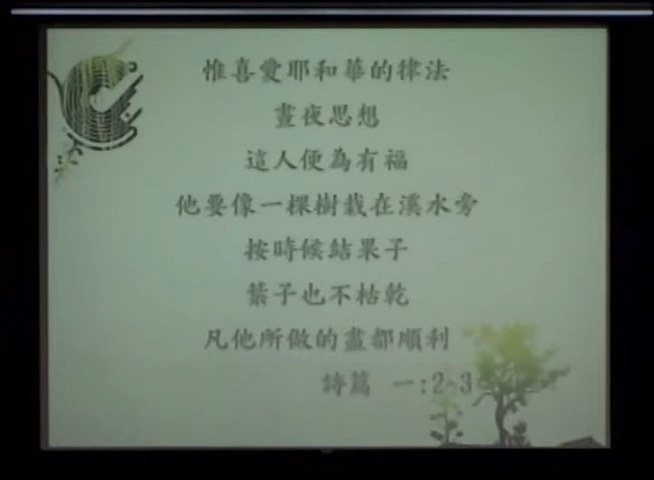 惟喜愛耶和華的律法
晝夜思想
這人便為有福
他要像一棵樹栽在溪水旁
按時候結果子
葉子也不枯乾
凡他所做的盡都順利
詩篇 一:2-3